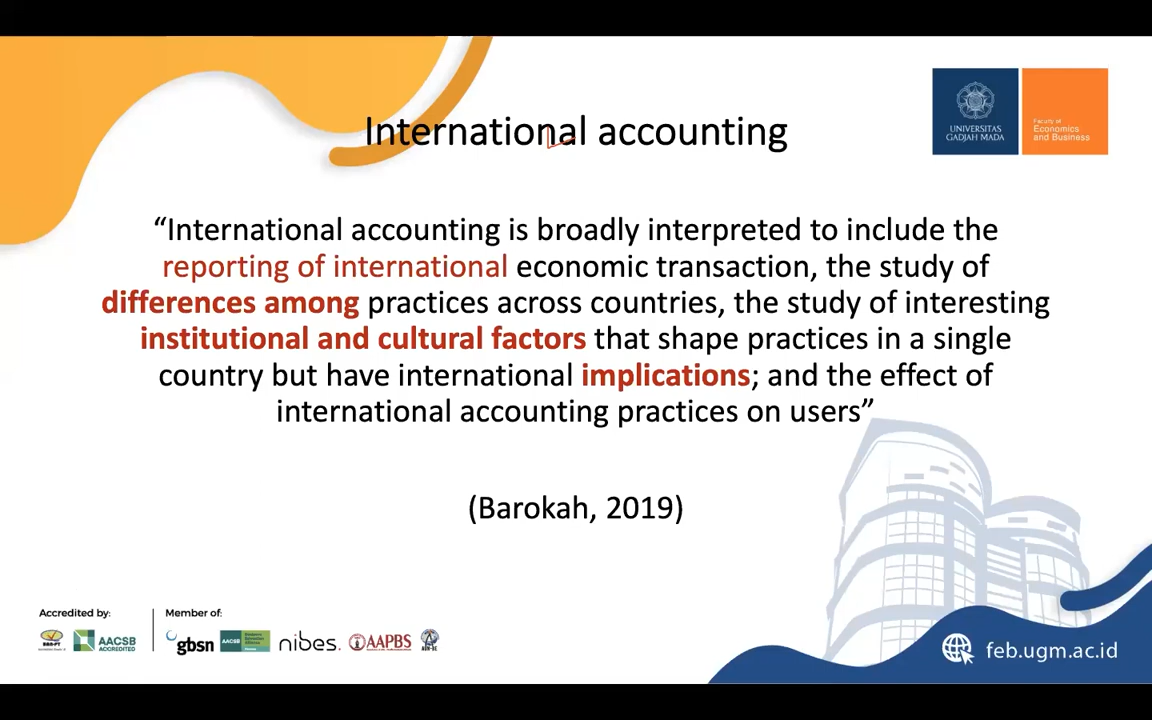 International accounting
UNIVERSITAS
GADJAH MADA
Faculty of
Economics
and Business
“International accounting is broadly interpreted to include the
reporting of international economic transaction, the study of
differences among practices across countries, the study of interesting
institutional and cultural factors that shape practices in a single
country but have international implications; and the effect of
international accounting practices on users”
(Barokah, 2019)
Accredited by:
Member of:
AACSB
ACCREDITED
gbsn
AACSB
nibes.
AAPBS
feb.ugm.ac.id